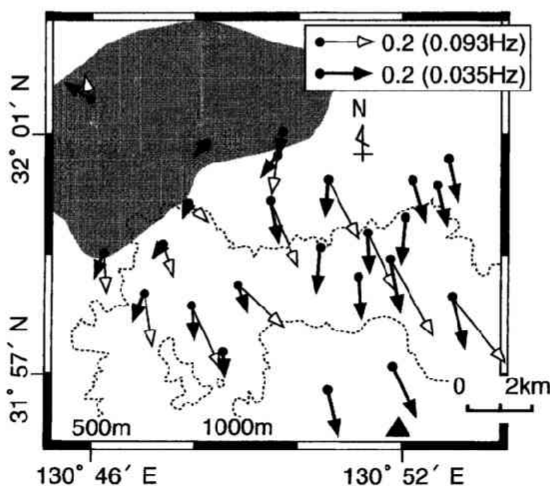 0.2 (0.093Hz)
0.2 (0.035Hz)
N
32° 01′ N
31° 57′ N
0 2km
500m 1000m
130° 46′ E 130° 52′ E